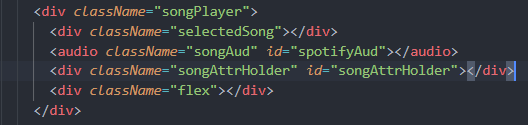 <div className="songPlayer">
<div className="selectedSong"></div>
<audio className="songAud" id="spotifyAud"></audio>
<div className="songAttrHolder" id="songAttrHolder"></div>
<div className="flex"></div>
</div>